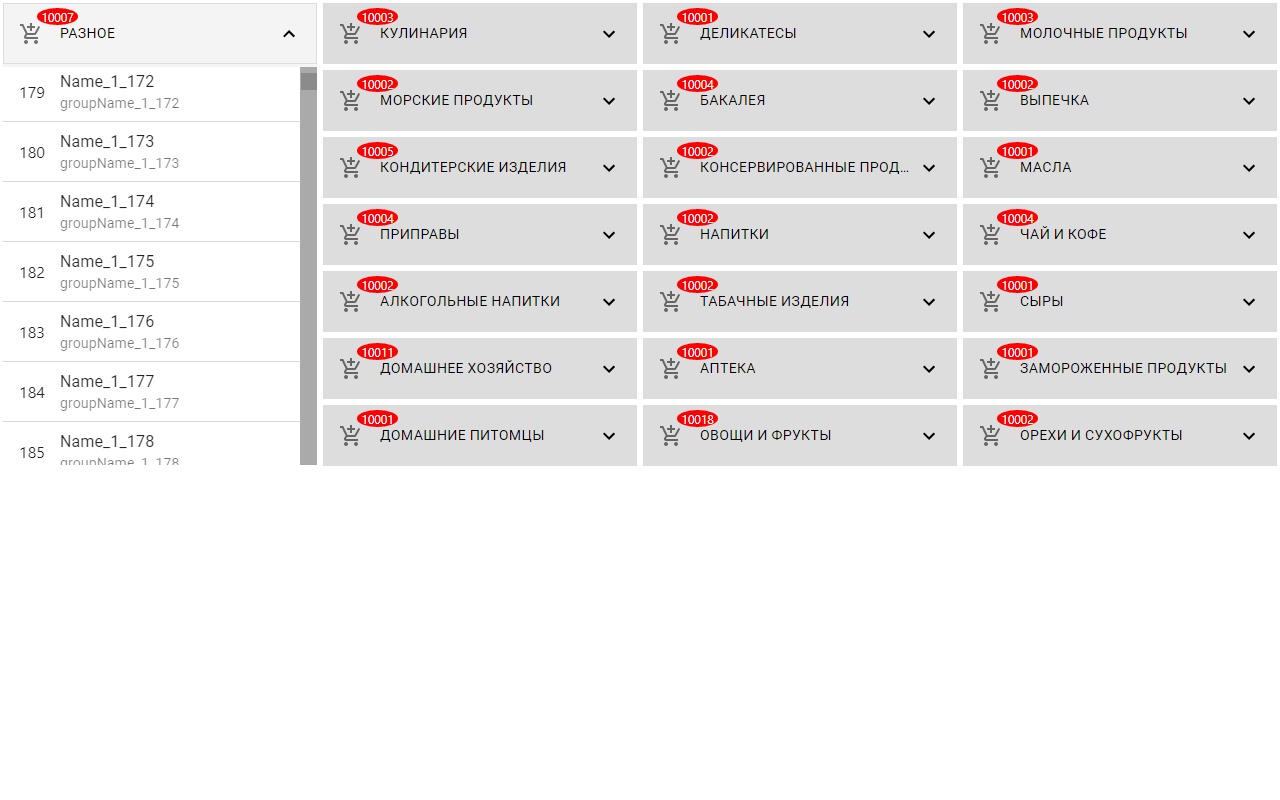 10007
РАЗНОЕ
179
Name_1_172
groupName_1_172
180
Name_1_173
groupName_1_173
181
Name_1_174
groupName_1_174
182
Name_1_175
groupName_1_175
183
Name_1_176
groupName_1_176
184
Name_1_177
groupName_1_177
185
Name_1_178
groupName_1_178
10003
КУЛИНАРИЯ
10002
МОРСКИЕ ПРОДУКТЫ
10005
КОНДИТЕРСКИЕ ИЗДЕЛИЯ
10004
ПРИПРАВЫ
10002
АЛКОГОЛЬНЫЕ НАПИТКИ
10011
ДОМАШНЕЕ ХОЗЯЙСТВО
10001
ДОМАШНИЕ ПИТОМЦЫ
10001
ДЕЛИКАТЕСЫ
10004
БАКАЛЕЯ
10002
КОНСЕРВИРОВАННЫЕ ПРОД...
10002
НАПИТКИ
10002
ТАБАЧНЫЕ ИЗДЕЛИЯ
10001
АПТЕКА
10018
ОВОЩИ И ФРУКТЫ
10003
МОЛОЧНЫЕ ПРОДУКТЫ
10002
ВЫПЕЧКА
10001
МАСЛА
10004
ЧАЙ И КОФЕ
10001
СЫРЫ
10001
ЗАМОРОЖЕННЫЕ ПРОДУКТЫ
10002
ОРЕХИ И СУХОФРУКТЫ